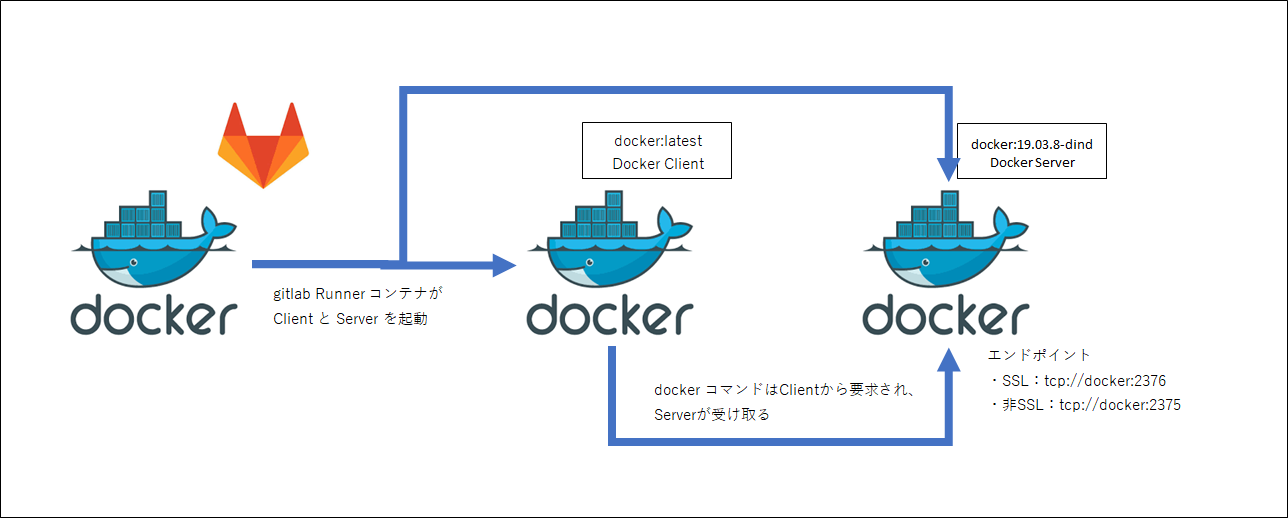 docker:latest
Docker Client
docker:19.03.8-dind
Docker Server
docker
docker
docker
gitlab Runner コンテナが
Client と Server を起動
docker コマンドはClientから要求され、
Serverが受け取る
エンドポイント
・SSL：tcp://docker:2376
・非SSL：tcp://docker:2375